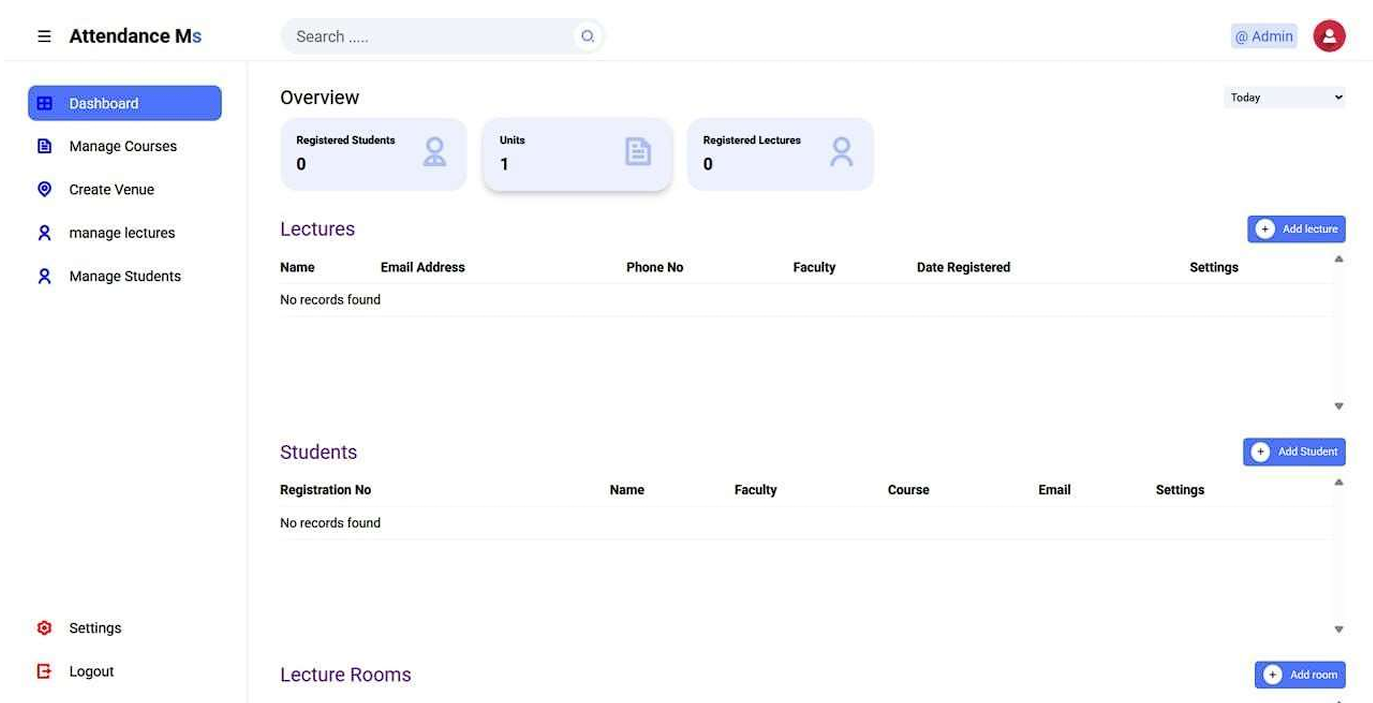 Attendance Ms
Search .....
@ Admin
Dashboard
Manage Courses
Create Venue
manage lectures
Manage Students
Settings
Logout
Overview
Today
Registered Students
0
Units
1
Registered Lectures
0
Lectures
Add lecture
Name Email Address Phone No Faculty Date Registered Settings
No records found
Students
Add Student
Registration No Name Faculty Course Email Settings
No records found
Lecture Rooms
Add room